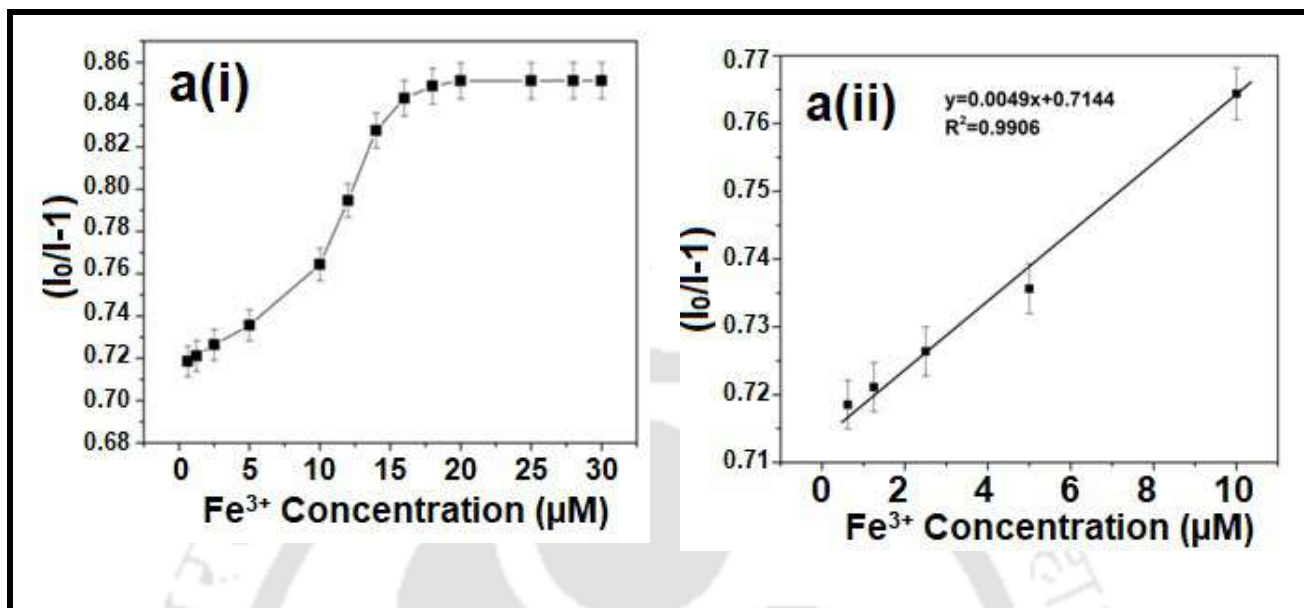 a(i)
0.86
0.84
0.82
0.80
0.78
0.76
0.74
0.72
0.70
0.68
(I₀/I-1)
0 5 10 15 20 25 30
Fe³⁺ Concentration (µM)
a(ii)
y=0.0049x+0.7144
R²=0.9906
0.77
0.76
0.75
0.74
0.73
0.72
0.71
(I₀/I-1)
0 2 4 6 8 10
Fe³⁺ Concentration (µM)